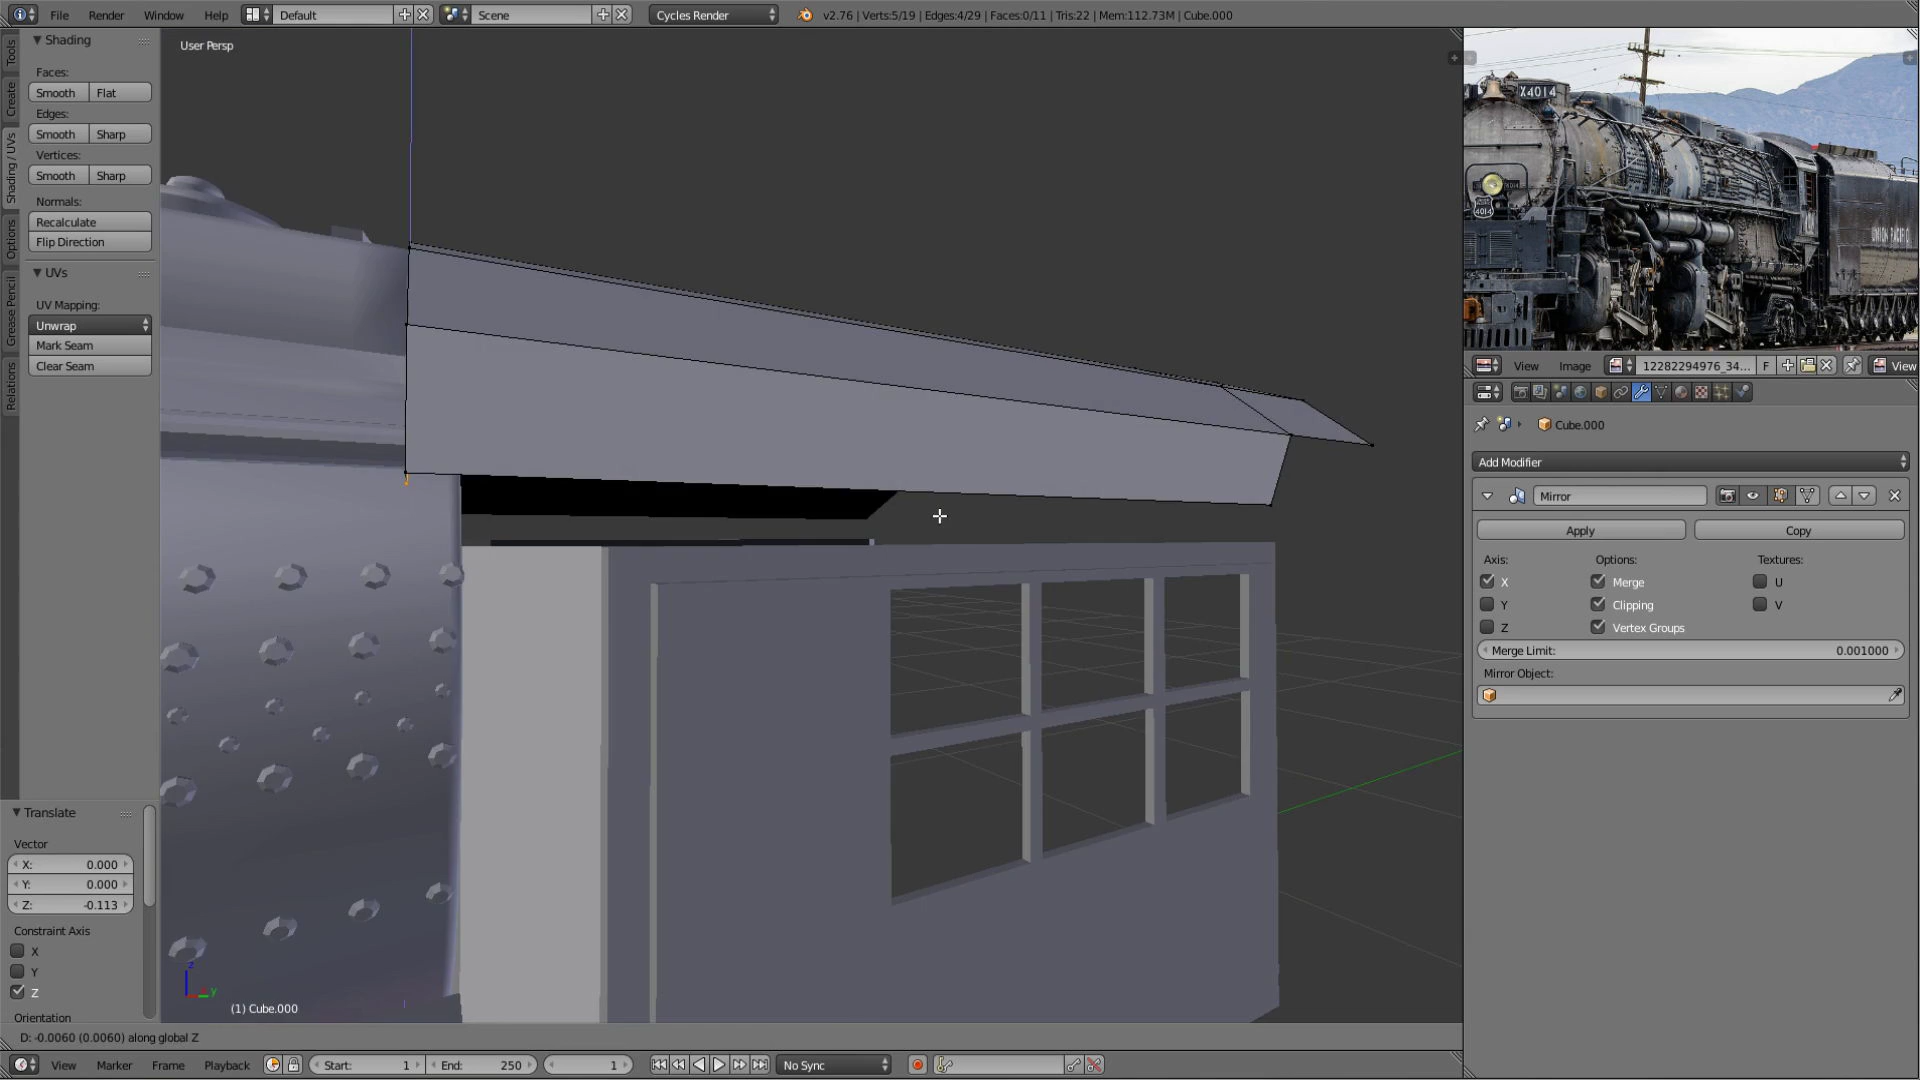 File Render Window Help Default Scene Cycles Render v2.76 | Verts:5/19 | Edges:4/29 | Faces:0/11 | Tris:22 | Mem:112.73M | Cube.000
Tools
Create
Shading / UVs
Options
Grease Pencil
Relations
Shading
Faces:
Smooth Flat
Edges:
Smooth Sharp
Vertices:
Smooth Sharp
Normals:
Recalculate
Flip Direction
UVs
UV Mapping:
Unwrap
Mark Seam
Clear Seam
Translate
Vector
X: 0.000
Y: 0.000
Z: -0.113
Constraint Axis
X
Y
Z
Orientation
User Persp
z
y
(1) Cube.000
D: -0.0060 (0.0060) along global Z
X4014
4014
UNION PACIFIC
View Image 12282294976_34... F View
Cube.000
Add Modifier
Mirror
Apply Copy
Axis: Options: Textures:
X Merge U
Y Clipping V
Z Vertex Groups
Merge Limit: 0.001000
Mirror Object:
View Marker Frame Playback Start: 1 End: 250 1 No Sync